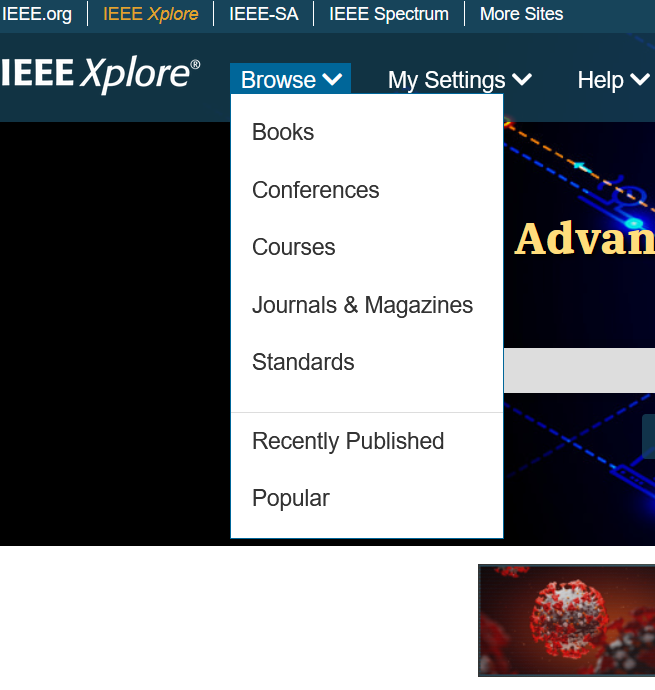 IEEE.org IEEE Xplore IEEE-SA IEEE Spectrum More Sites
IEEE Xplore®
Browse My Settings Help
Books
Conferences
Courses
Journals & Magazines
Standards
Recently Published
Popular
Advan